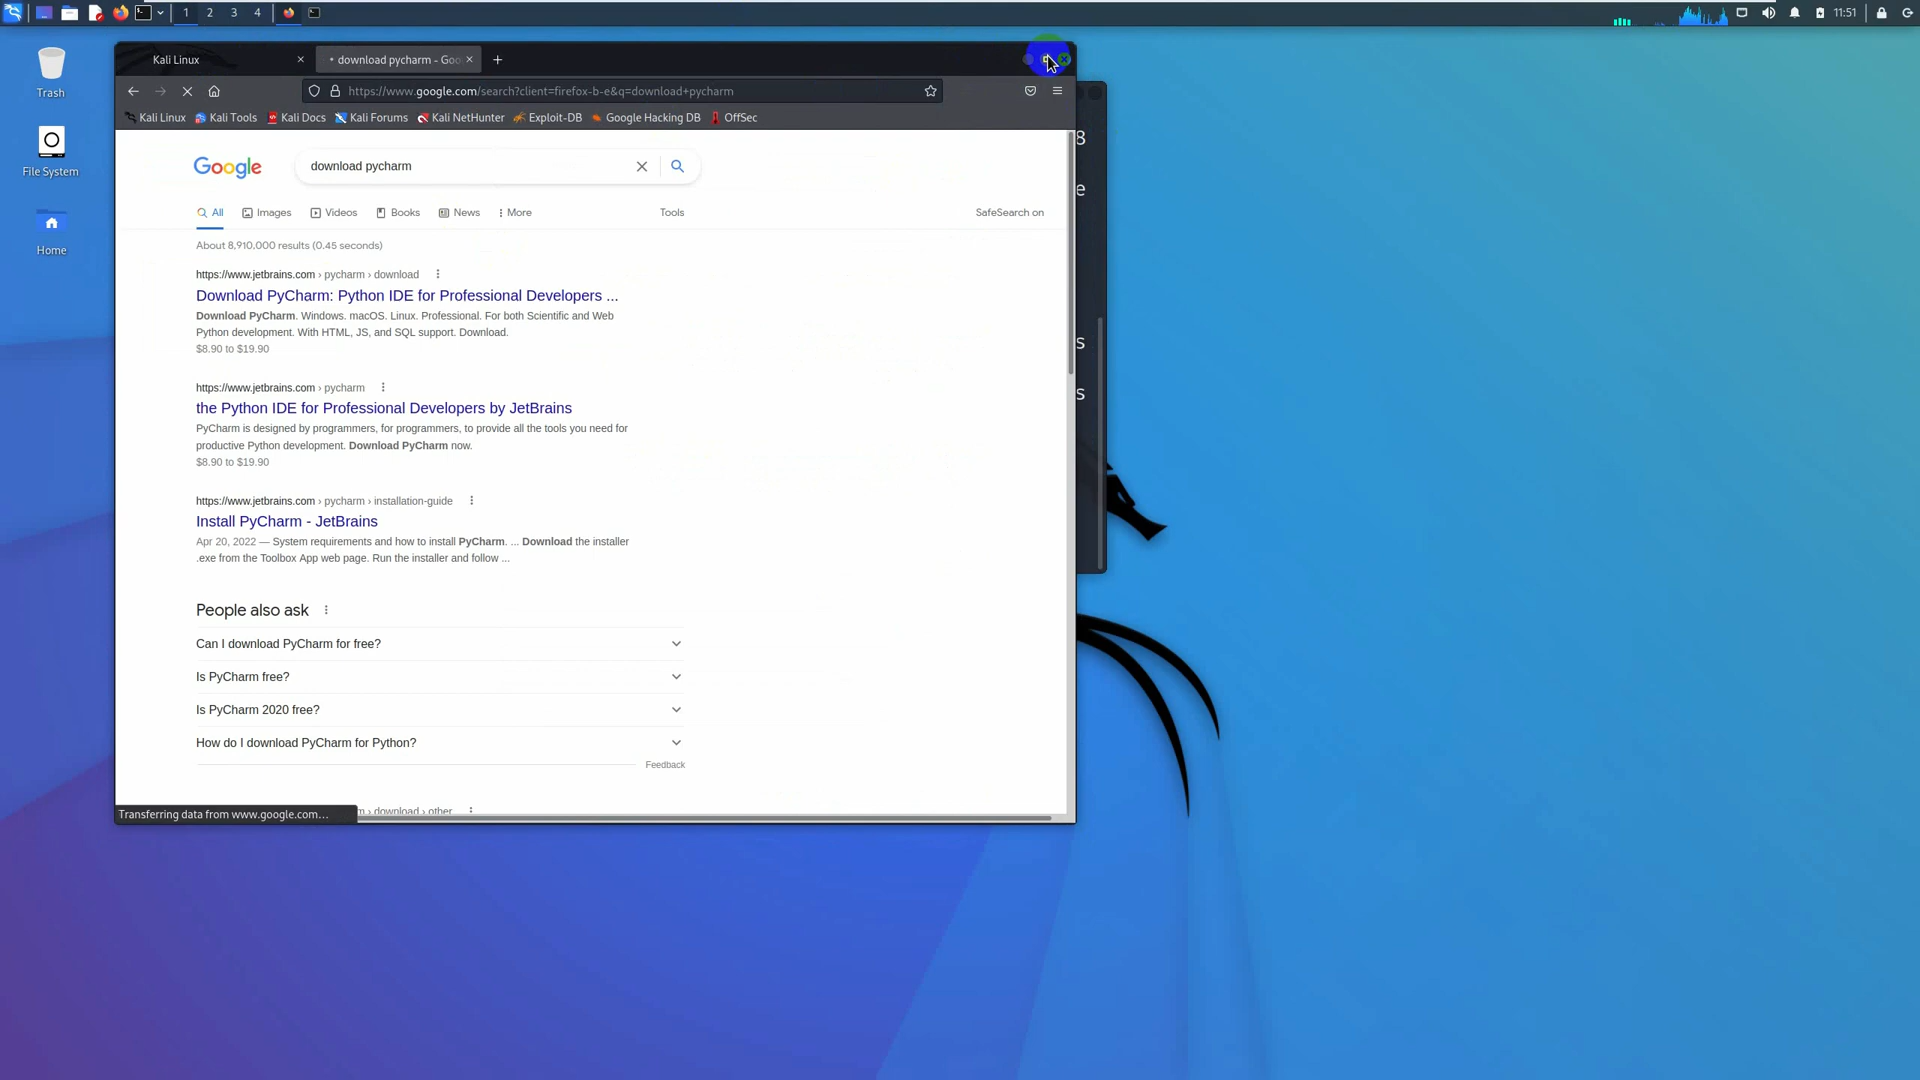 1 2 3 4
11:51
Trash
File System
Home
Kali Linux
download pycharm - Goo
https://www.google.com/search?client=firefox-b-e&q=download+pycharm
Kali Linux Kali Tools Kali Docs Kali Forums Kali NetHunter Exploit-DB Google Hacking DB OffSec
Google
download pycharm
All Images Videos Books News More Tools SafeSearch on
About 8,910,000 results (0.45 seconds)
https://www.jetbrains.com › pycharm › download
Download PyCharm: Python IDE for Professional Developers ...
Download PyCharm. Windows. macOS. Linux. Professional. For both Scientific and Web
Python development. With HTML, JS, and SQL support. Download.
$8.90 to $19.90
https://www.jetbrains.com › pycharm
the Python IDE for Professional Developers by JetBrains
PyCharm is designed by programmers, for programmers, to provide all the tools you need for
productive Python development. Download PyCharm now.
$8.90 to $19.90
https://www.jetbrains.com › pycharm › installation-guide
Install PyCharm - JetBrains
Apr 20, 2022 — System requirements and how to install PyCharm. ... Download the installer
.exe from the Toolbox App web page. Run the installer and follow ...
People also ask
Can I download PyCharm for free?
Is PyCharm free?
Is PyCharm 2020 free?
How do I download PyCharm for Python?
Feedback
› download › other
Transferring data from www.google.com…
8
e
s
s